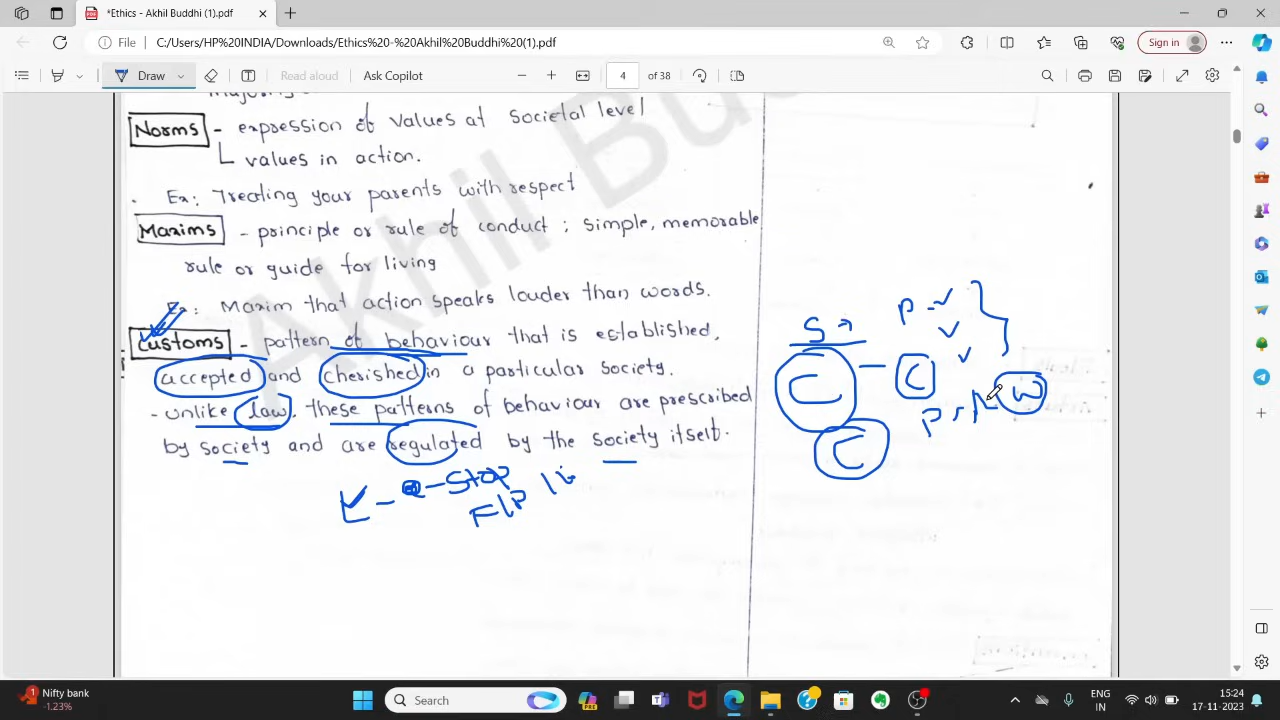 *Ethics - Akhil Buddhi (1).pdf
File C:/Users/HP%20INDIA/Downloads/Ethics%20-%20Akhil%20Buddhi%20(1).pdf
Sign in
Draw Read aloud Ask Copilot 4 of 38
Norms - expression of values at societal level
values in action.
Ex: Treating your parents with respect
Maxims - principle or rule of conduct ; simple, memorable
rule or guide for living
Ex: Maxim that action speaks louder than words.
Customs - pattern of behaviour that is established,
accepted and cherished in a particular society.
- unlike law, these patterns of behaviour are prescribed
by society and are regulated by the society itself.
Stop
S P
C C
P W
C
Akhil Bu
Nifty bank
-1.23%
Search
PRE
ENG
IN
15:24
17-11-2023